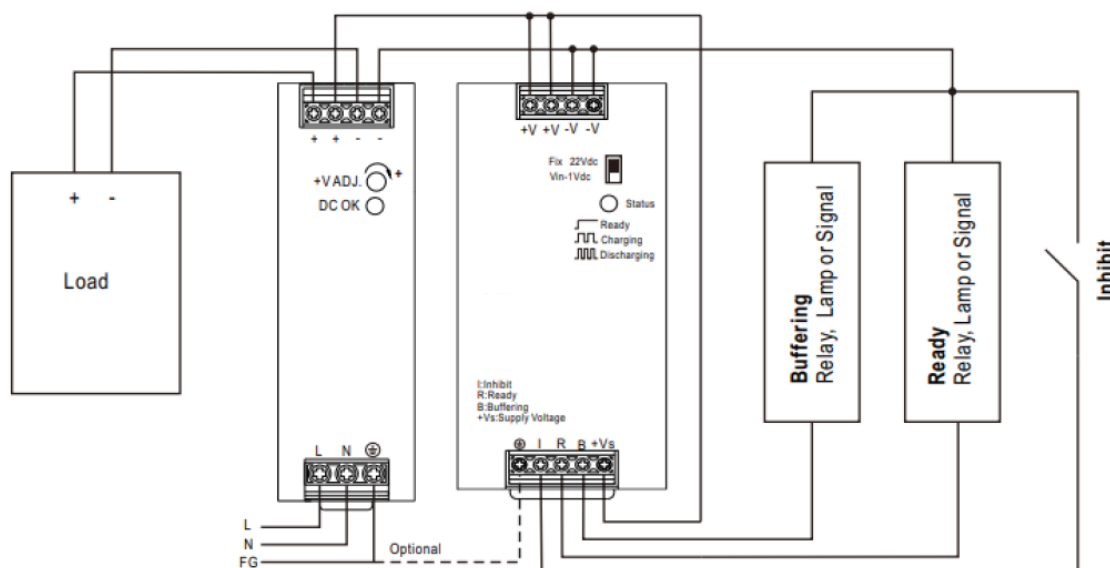 + + - -
+V +V -V -V
+ -
Load
+
+V ADJ.
DC OK
Fix 22Vdc
Vin-1Vdc
Status
Ready
Charging
Discharging
I:Inhibit
R:Ready
B:Buffering
+Vs:Supply Voltage
L N
I R B +Vs
L
N
FG
Optional
Buffering
Relay, Lamp or Signal
Ready
Relay, Lamp or Signal
Inhibit